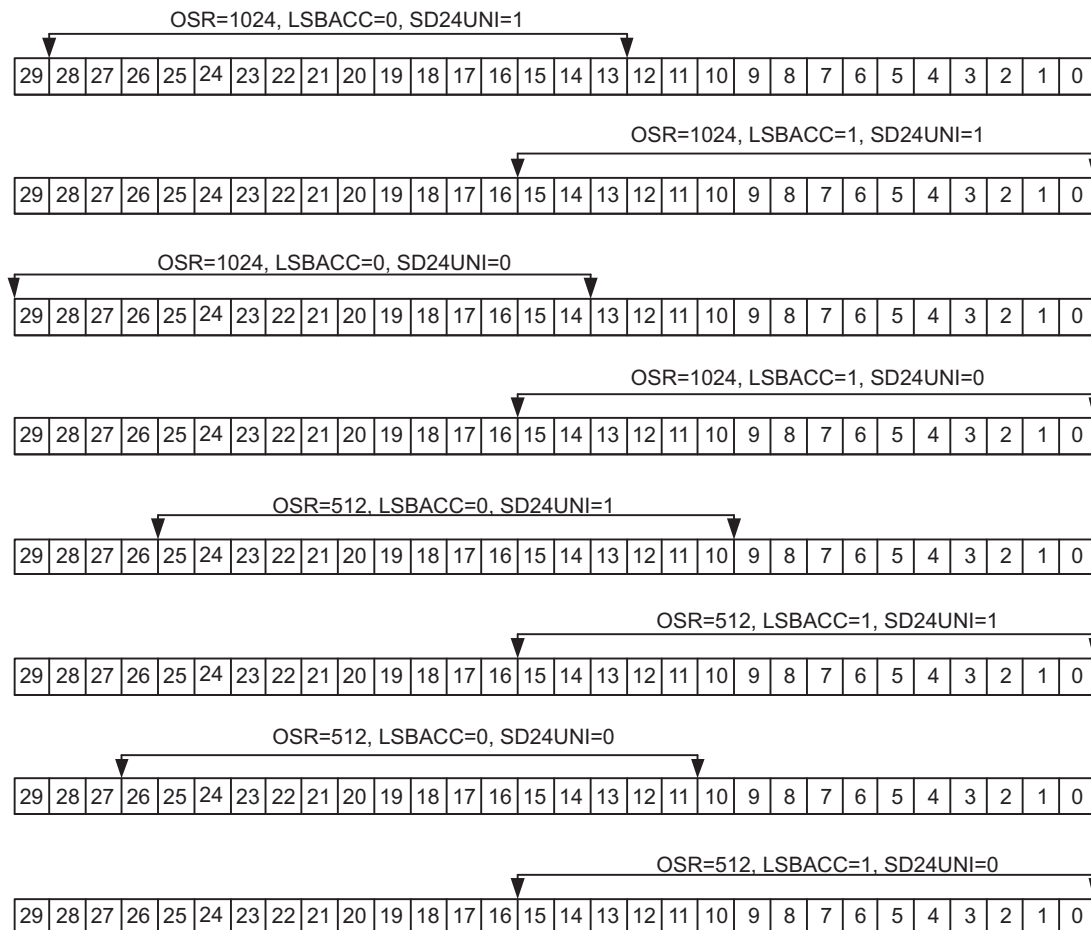 OSR=1024, LSBACC=0, SD24UNI=1
29 28 27 26 25 24 23 22 21 20 19 18 17 16 15 14 13 12 11 10 9 8 7 6 5 4 3 2 1 0
OSR=1024, LSBACC=1, SD24UNI=1
29 28 27 26 25 24 23 22 21 20 19 18 17 16 15 14 13 12 11 10 9 8 7 6 5 4 3 2 1 0
OSR=1024, LSBACC=0, SD24UNI=0
29 28 27 26 25 24 23 22 21 20 19 18 17 16 15 14 13 12 11 10 9 8 7 6 5 4 3 2 1 0
OSR=1024, LSBACC=1, SD24UNI=0
29 28 27 26 25 24 23 22 21 20 19 18 17 16 15 14 13 12 11 10 9 8 7 6 5 4 3 2 1 0
OSR=512, LSBACC=0, SD24UNI=1
29 28 27 26 25 24 23 22 21 20 19 18 17 16 15 14 13 12 11 10 9 8 7 6 5 4 3 2 1 0
OSR=512, LSBACC=1, SD24UNI=1
29 28 27 26 25 24 23 22 21 20 19 18 17 16 15 14 13 12 11 10 9 8 7 6 5 4 3 2 1 0
OSR=512, LSBACC=0, SD24UNI=0
29 28 27 26 25 24 23 22 21 20 19 18 17 16 15 14 13 12 11 10 9 8 7 6 5 4 3 2 1 0
OSR=512, LSBACC=1, SD24UNI=0
29 28 27 26 25 24 23 22 21 20 19 18 17 16 15 14 13 12 11 10 9 8 7 6 5 4 3 2 1 0